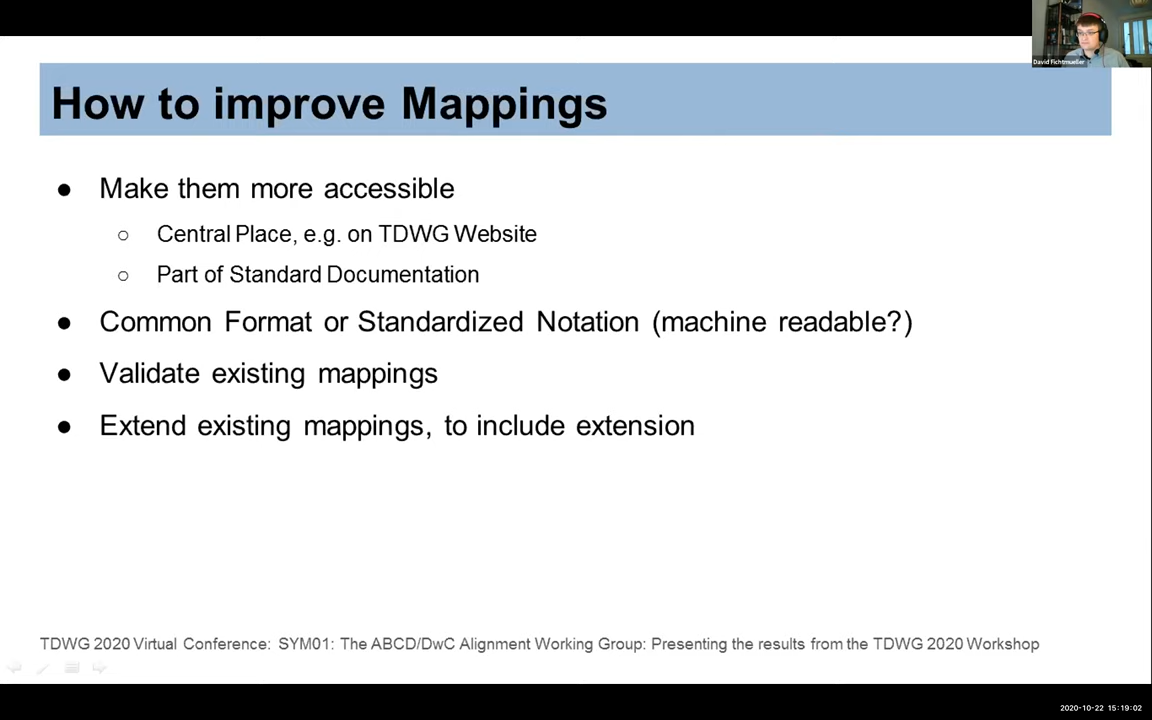 David Fichtmueller
How to improve Mappings
● Make them more accessible
○ Central Place, e.g. on TDWG Website
○ Part of Standard Documentation
● Common Format or Standardized Notation (machine readable?)
● Validate existing mappings
● Extend existing mappings, to include extension
TDWG 2020 Virtual Conference: SYM01: The ABCD/DwC Alignment Working Group: Presenting the results from the TDWG 2020 Workshop
2020-10-22 15:19:02